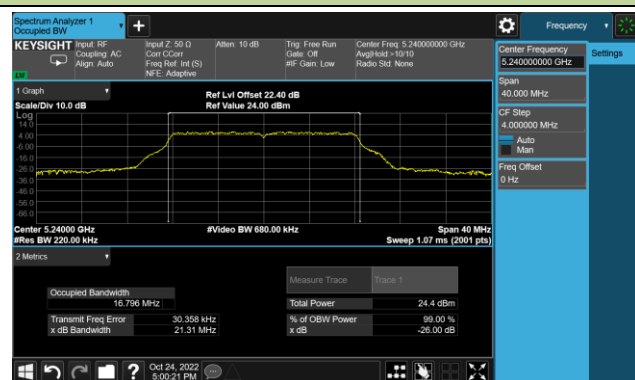 Spectrum Analyzer 1
Occupied BW
Frequency
KEYSIGHT
Input: RF
Coupling: AC
Align: Auto
Input Z: 50 Ω
Corr CCorr
Freq Ref: Int (S)
NFE: Adaptive
Atten: 10 dB
Trig: Free Run
Gate: Off
#IF Gain: Low
Center Freq: 5.240000000 GHz
Avg|Hold:>10/10
Radio Std: None
Center Frequency
5.240000000 GHz
Settings
Span
40.000 MHz
CF Step
4.000000 MHz
Auto
Man
Freq Offset
0 Hz
1 Graph
Ref Lvl Offset 22.40 dB
Scale/Div 10.0 dB
Ref Value 24.00 dBm
Log
14.0
4.00
-6.00
-16.0
-26.0
-36.0
-46.0
-56.0
-66.0
Center 5.24000 GHz
#Video BW 680.00 kHz
Span 40 MHz
#Res BW 220.00 kHz
Sweep 1.07 ms (2001 pts)
2 Metrics
Measure Trace
Trace 1
Occupied Bandwidth
16.796 MHz
Total Power
24.4 dBm
Transmit Freq Error
30.358 kHz
% of OBW Power
99.00 %
x dB Bandwidth
21.31 MHz
x dB
-26.00 dB
Oct 24, 2022
5:00:21 PM